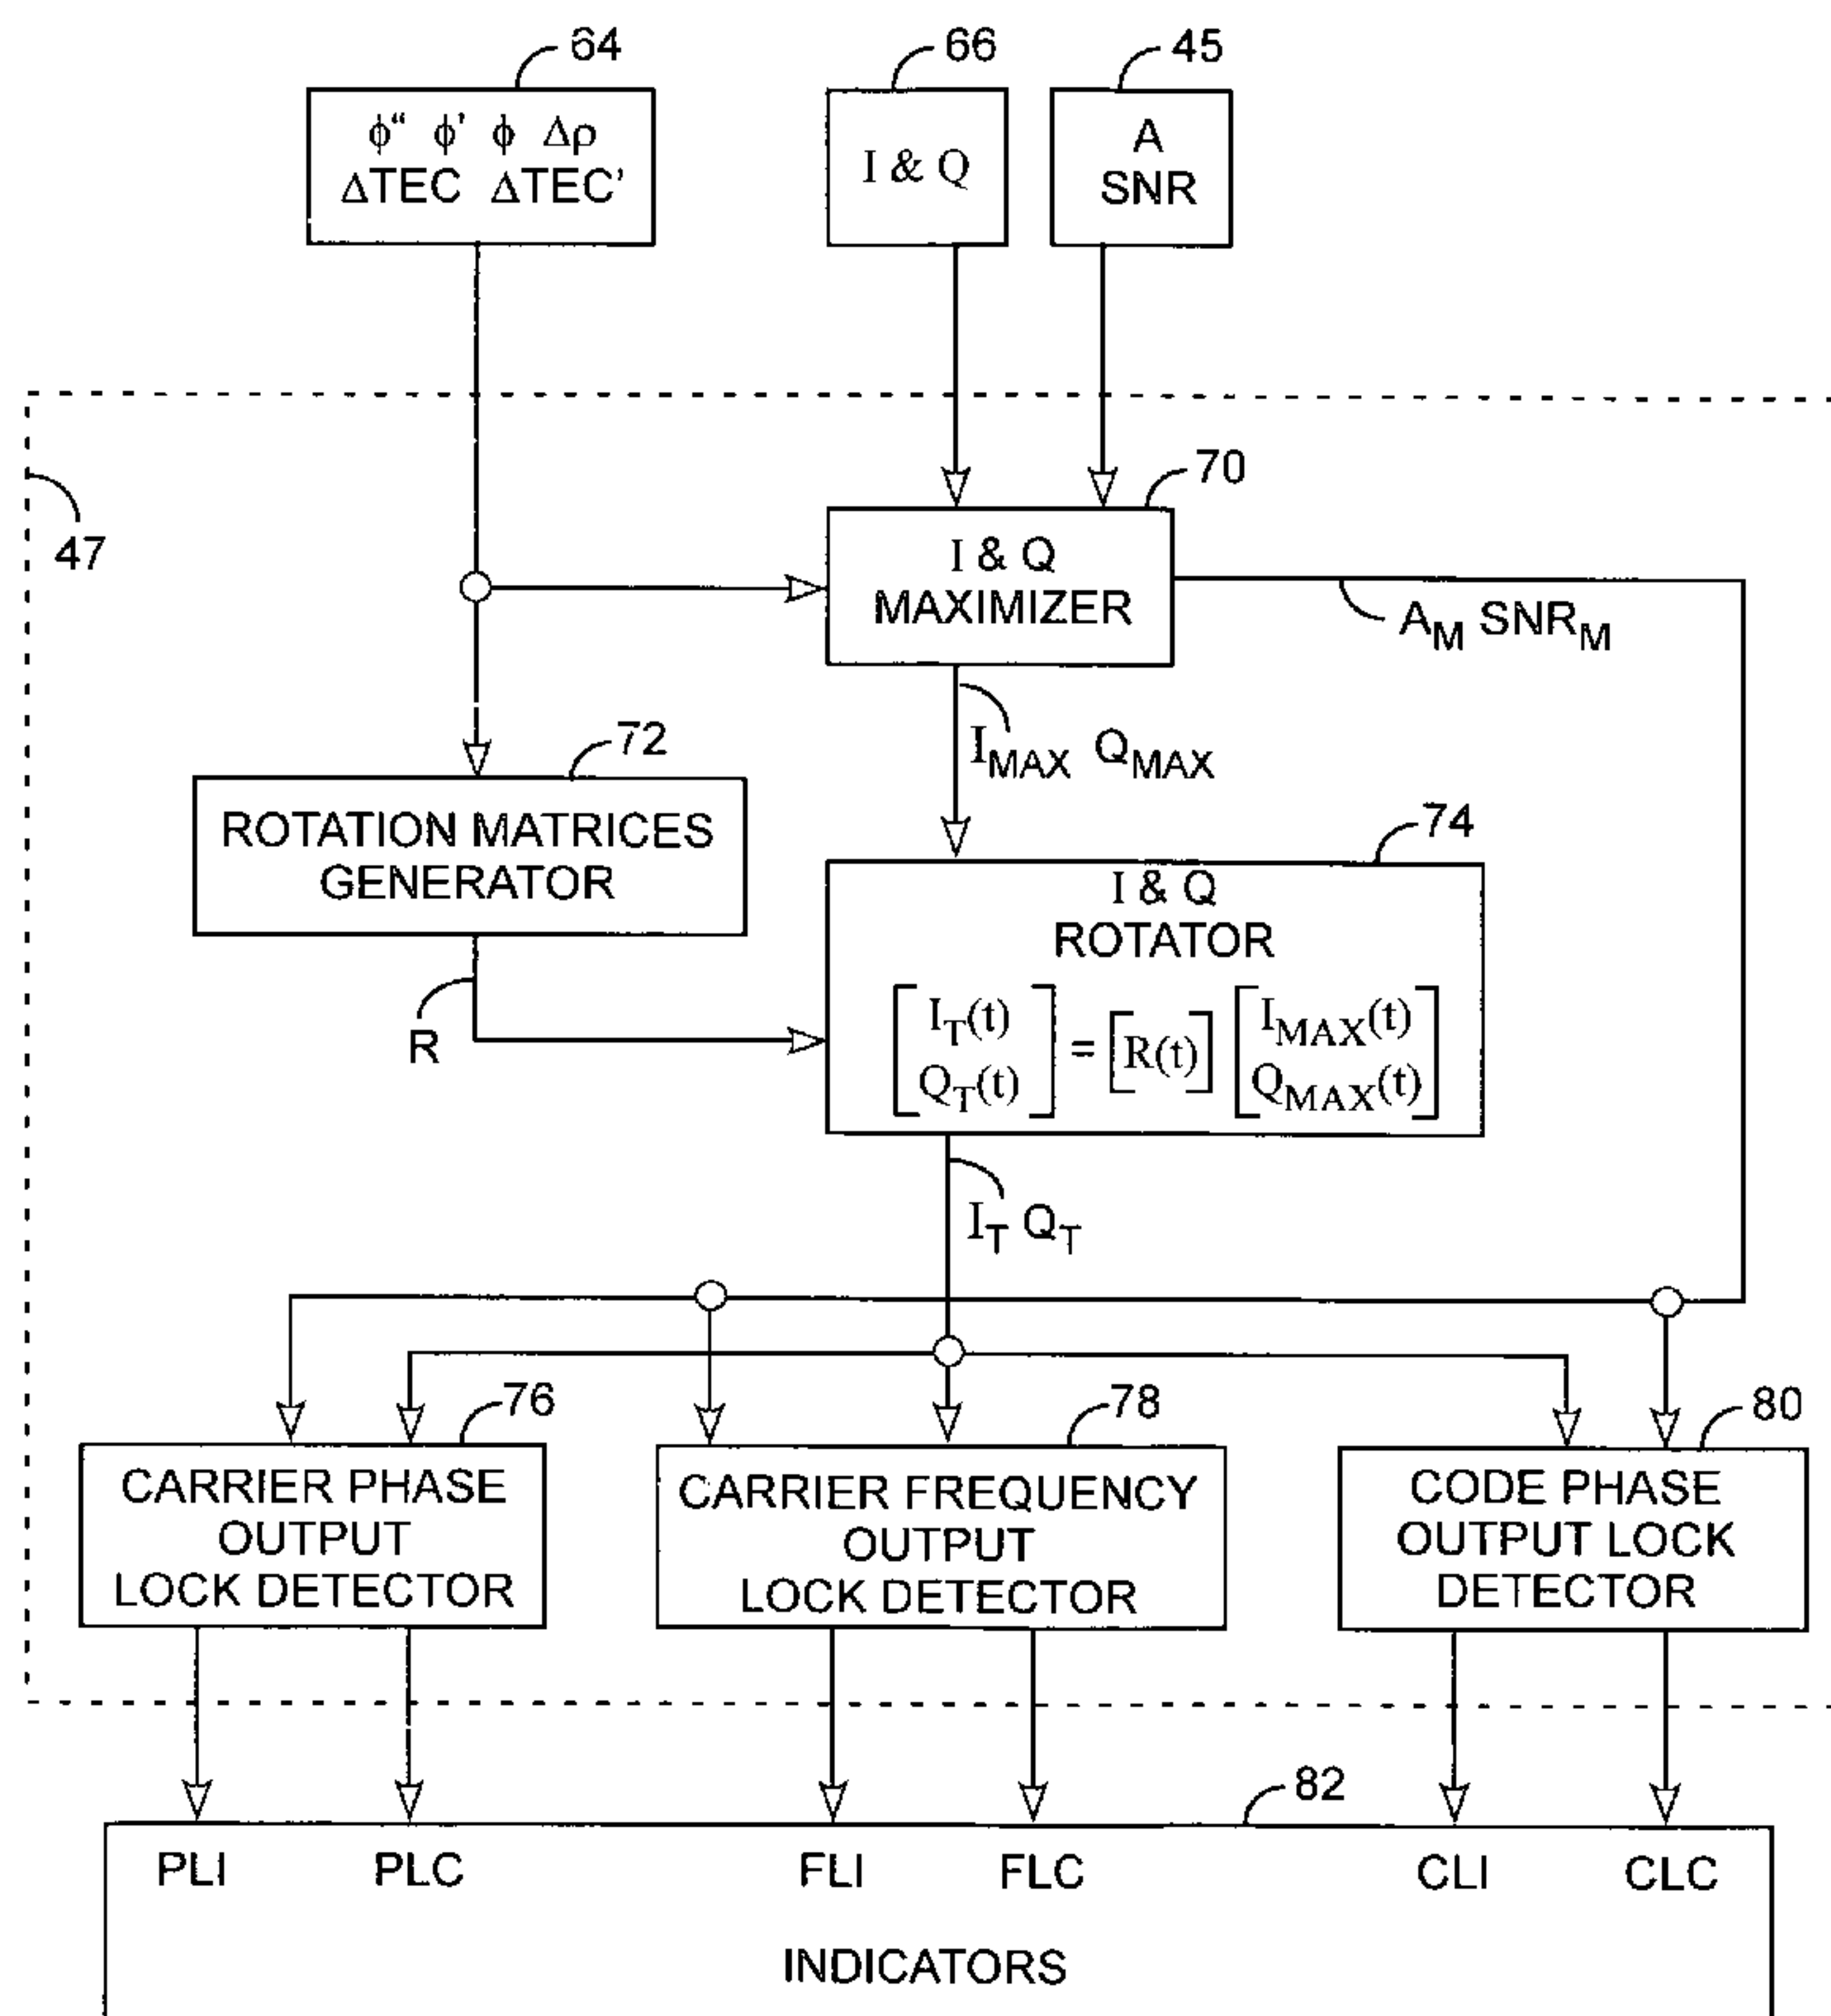 64
66
45
ϕ" ϕ' ϕ Δρ
ΔTEC ΔTEC'
I & Q
A
SNR
47
70
I & Q
MAXIMIZER
A_M SNR_M
I_MAX Q_MAX
72
ROTATION MATRICES
GENERATOR
R
74
I & Q
ROTATOR
[I_T(t) Q_T(t)] = [R(t)] [I_MAX(t) Q_MAX(t)]
I_T Q_T
76
78
80
CARRIER PHASE
OUTPUT
LOCK DETECTOR
CARRIER FREQUENCY
OUTPUT
LOCK DETECTOR
CODE PHASE
OUTPUT LOCK
DETECTOR
82
PLI PLC FLI FLC CLI CLC
INDICATORS